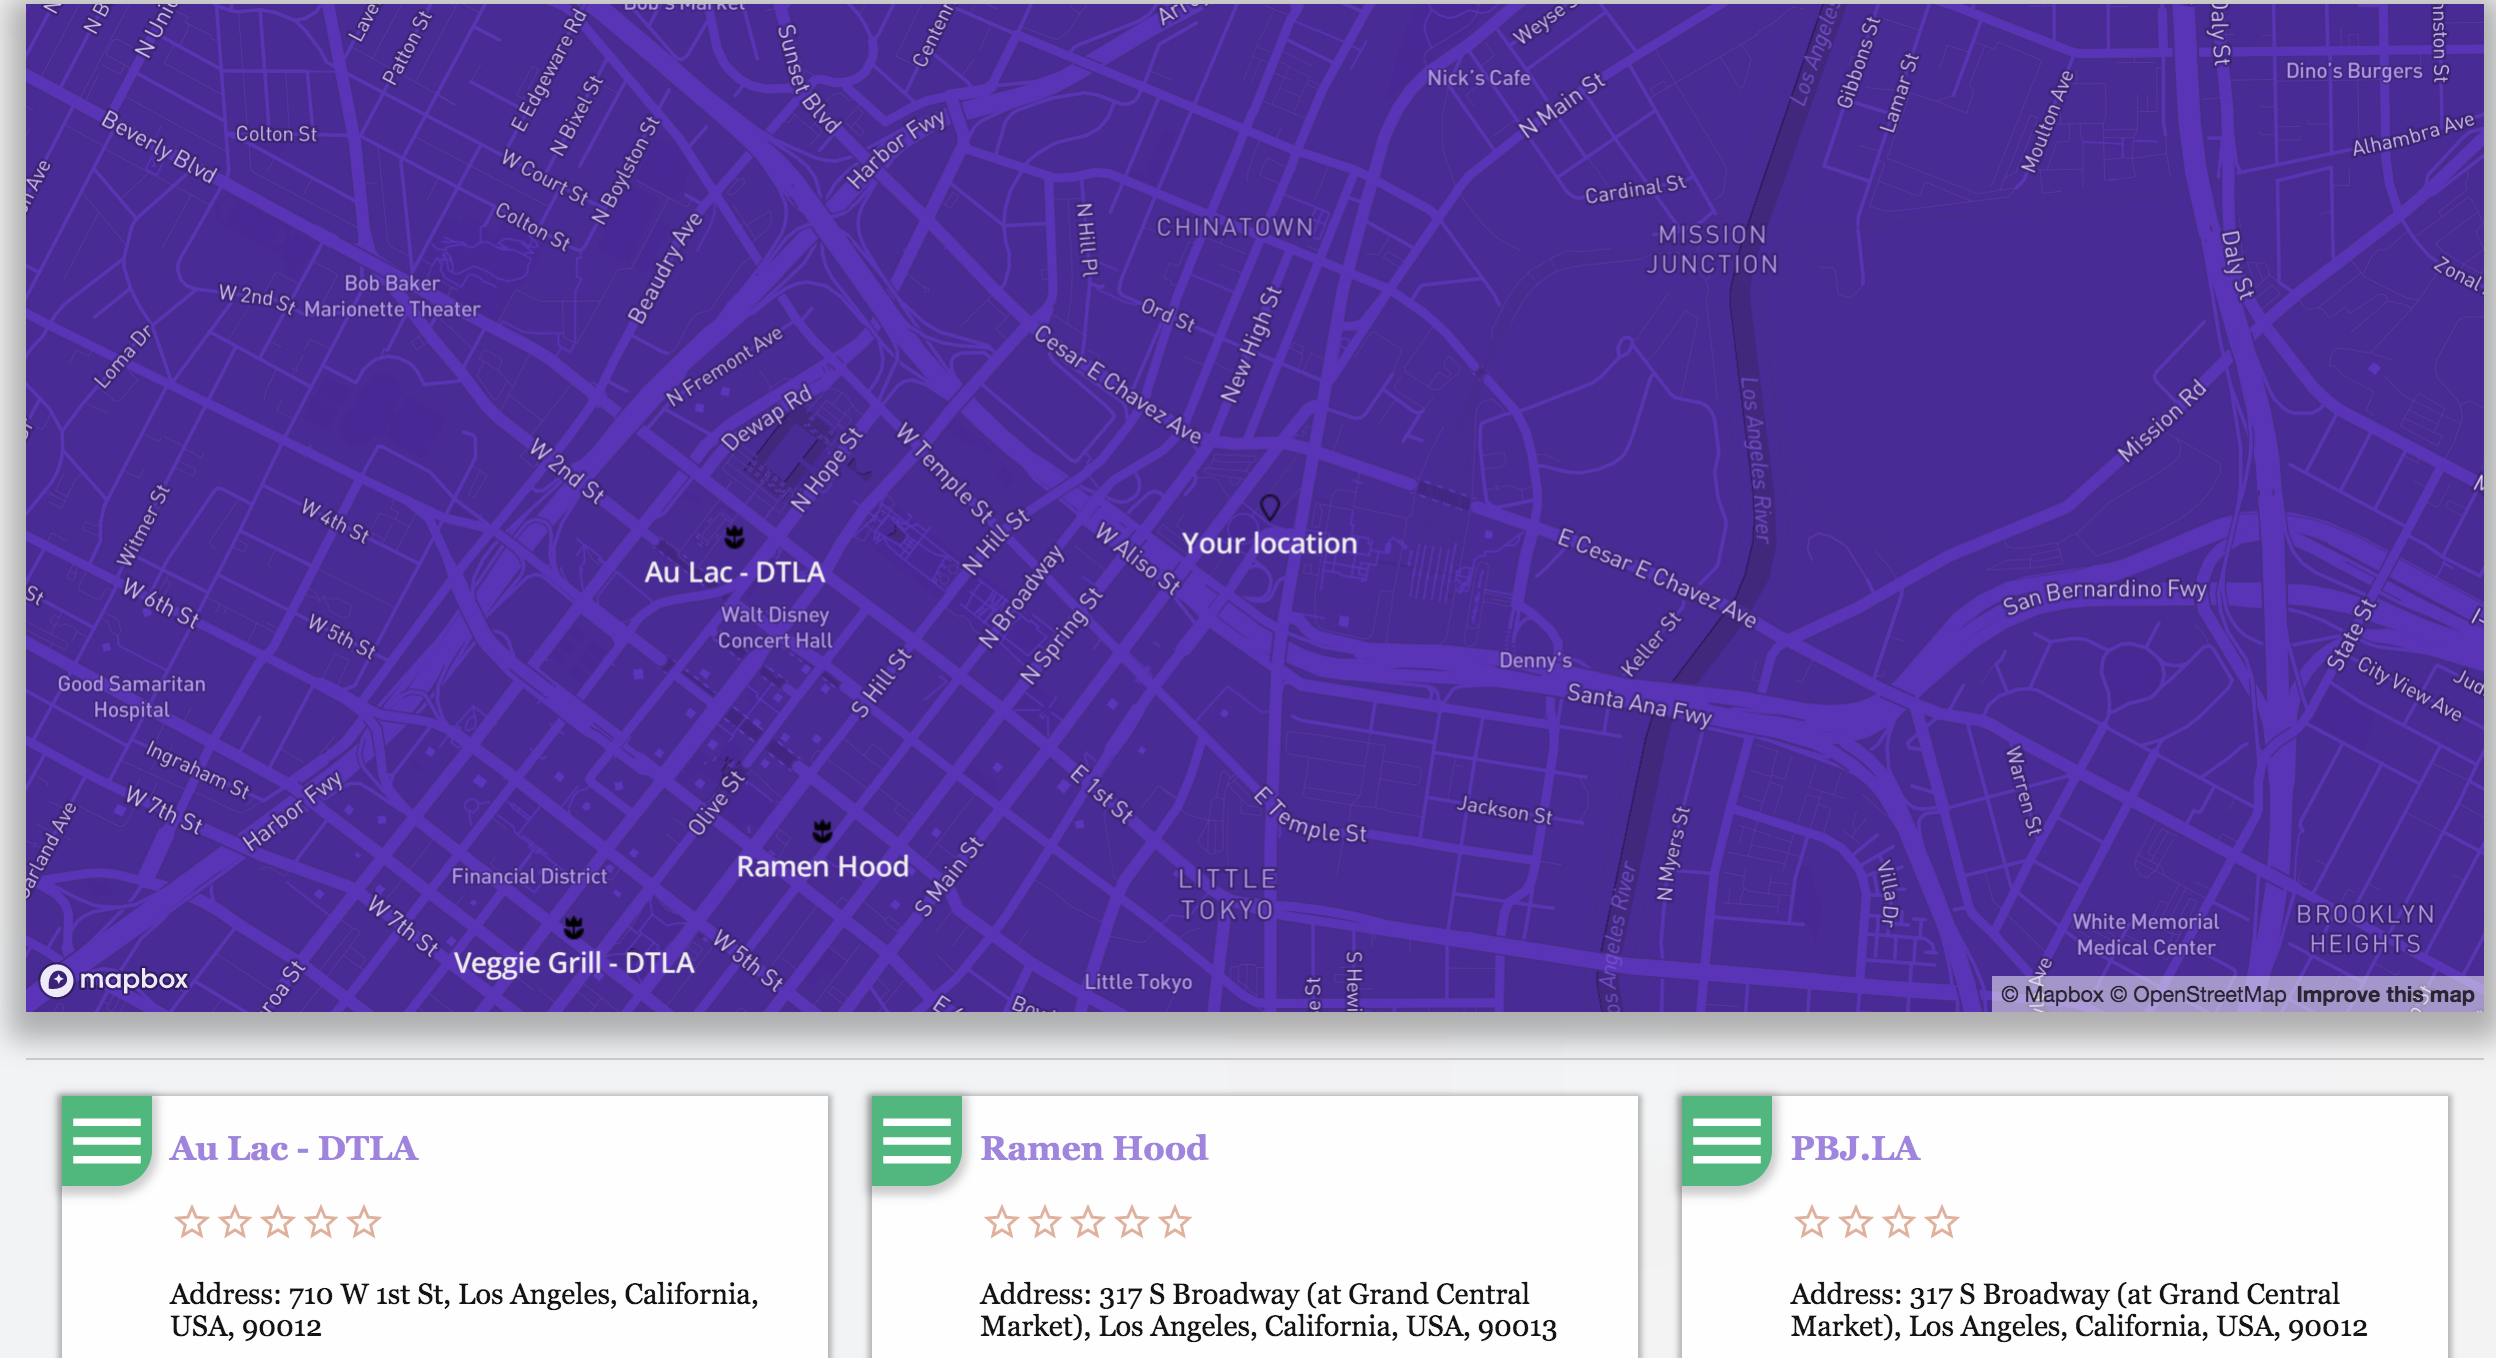 Bob's Market
Patton St
E Edgeware Rd
N Bixel St
Sunset Blvd
Harbor Fwy
Nick's Cafe
N Main St
Los Angeles
Gibbons St
Lamar St
Moulton Ave
Daly St
Dino's Burgers
Alhambra Ave
Beverly Blvd
Colton St
W Court St
N Boylston St
Colton St
Beaudry Ave
N Hill Pl
CHINATOWN
Cardinal St
MISSION
JUNCTION
Daly St
Bob Baker
Marionette Theater
W 2nd St
Loma Dr
Ord St
New High St
N Fremont Ave
Cesar E Chavez Ave
Dewap Rd
Los Angeles River
Mission Rd
W 2nd St
N Hope St
W Temple St
Witmer St
W 4th St
N Hill St
W Aliso St
Your location
Au Lac - DTLA
E Cesar E Chavez Ave
San Bernardino Fwy
Walt Disney
Concert Hall
N Broadway
N Spring St
W 6th St
W 5th St
Denny's
Keller St
State St
City View Ave
Good Samaritan
Hospital
S Hill St
Santa Ana Fwy
Ingraham St
W 7th St
Harbor Fwy
Olive St
E 1st St
E Temple St
Jackson St
N Myers St
Warren St
Ramen Hood
Financial District
S Main St
LITTLE
TOKYO
Villa Dr
White Memorial
Medical Center
BROOKLYN
HEIGHTS
W 7th St
Veggie Grill - DTLA
W 5th St
Little Tokyo
Los Angeles River
mapbox
© Mapbox © OpenStreetMap Improve this map
Au Lac - DTLA
Ramen Hood
PBJ.LA
Address: 710 W 1st St, Los Angeles, California,
USA, 90012
Address: 317 S Broadway (at Grand Central
Market), Los Angeles, California, USA, 90013
Address: 317 S Broadway (at Grand Central
Market), Los Angeles, California, USA, 90012